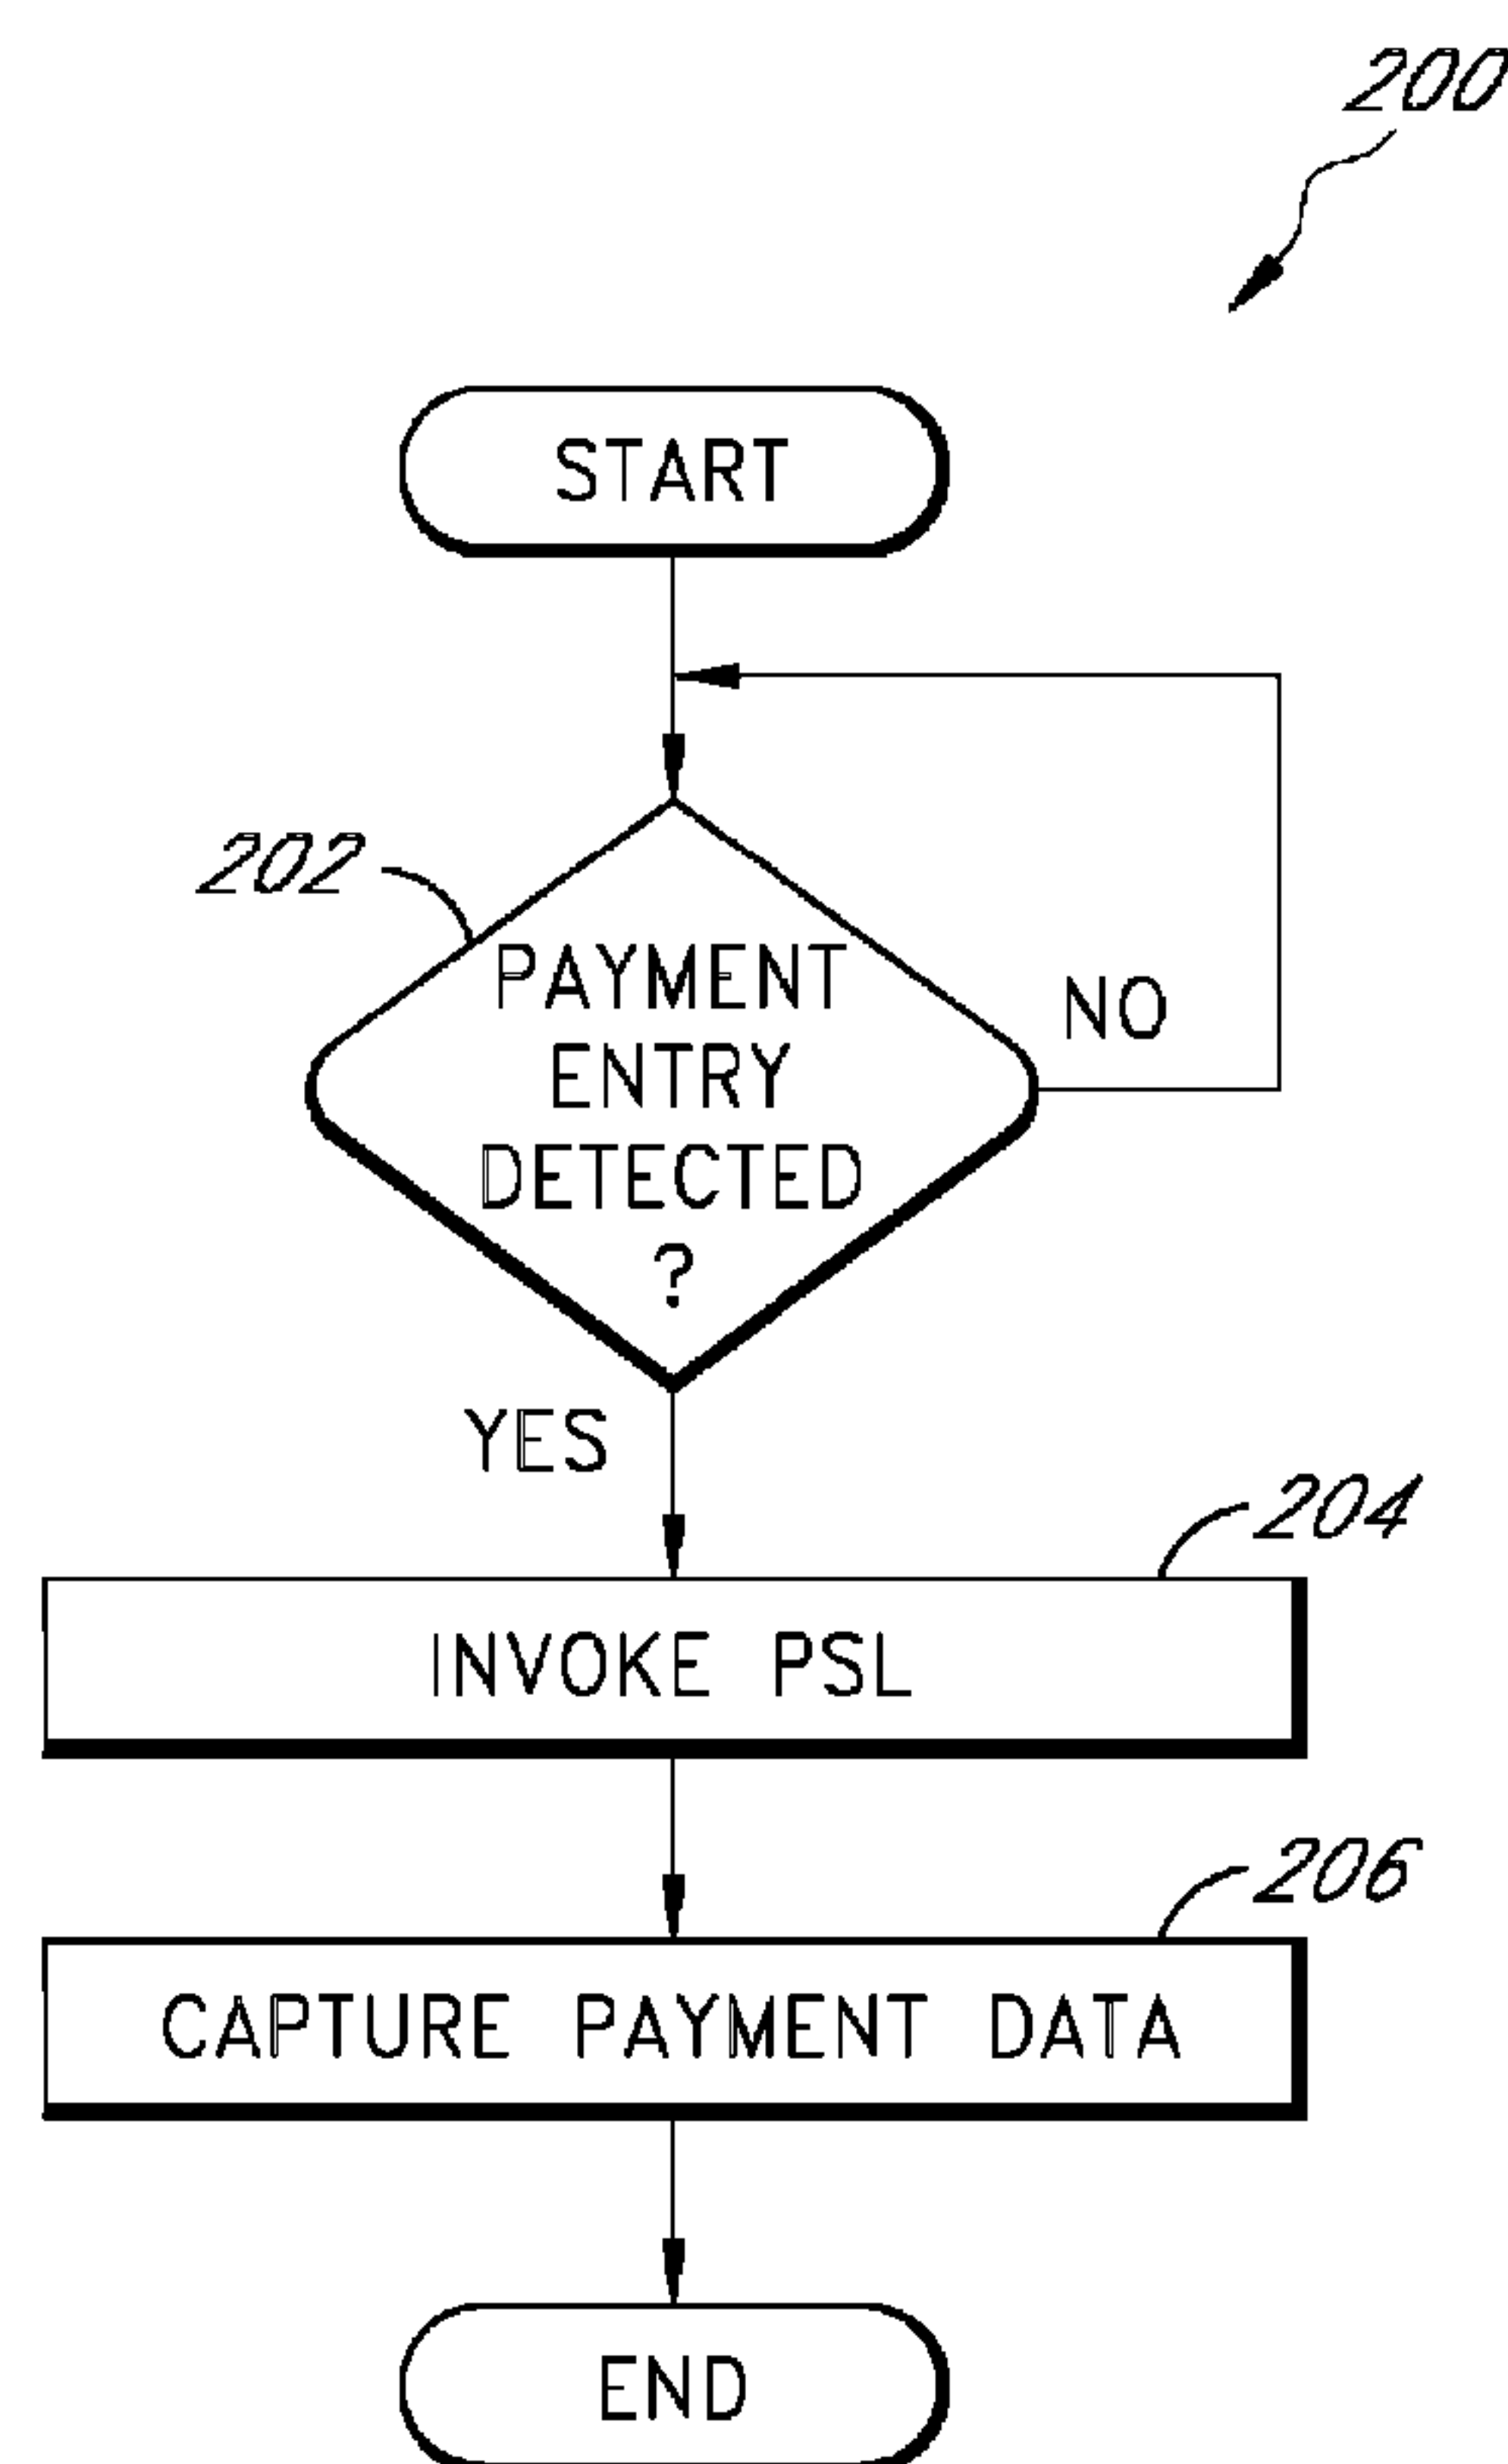 200
START
202
PAYMENT
ENTRY
DETECTED
?
NO
YES
204
INVOKE PSL
206
CAPTURE PAYMENT DATA
END